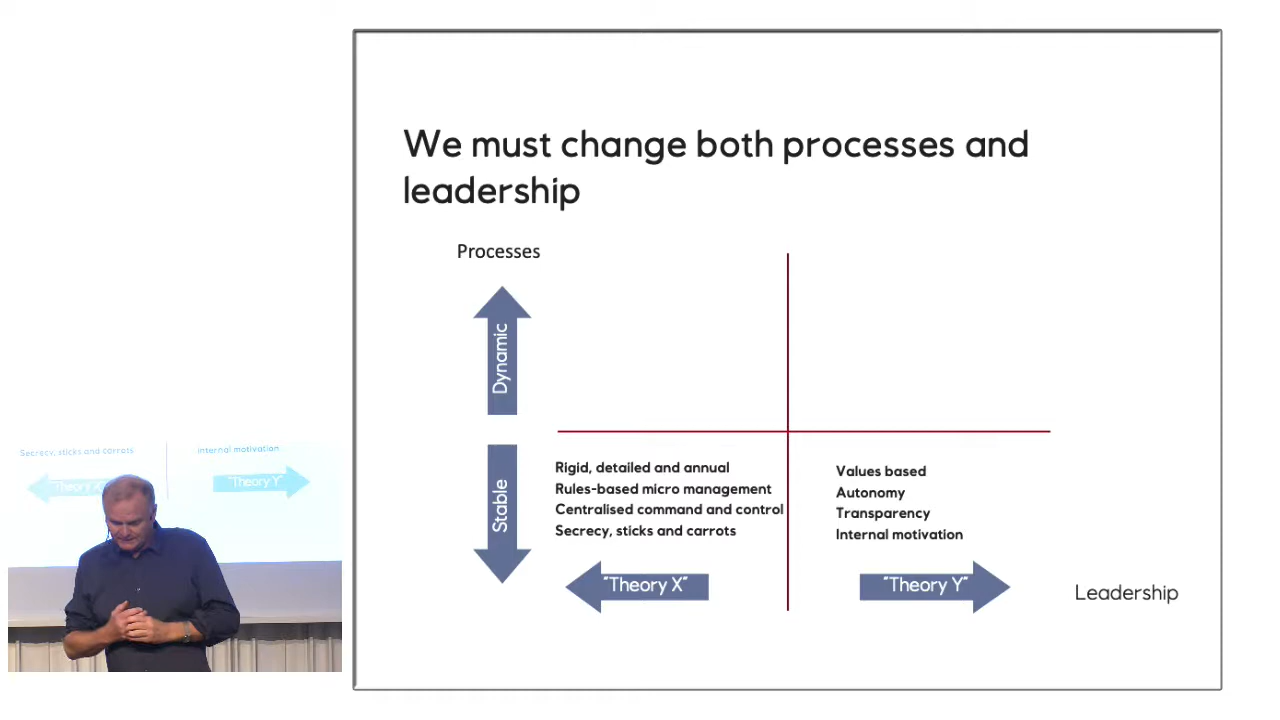 We must change both processes and
leadership
Processes
Dynamic
Stable
Rigid, detailed and annual
Rules-based micro management
Centralised command and control
Secrecy, sticks and carrots
Values based
Autonomy
Transparency
Internal motivation
"Theory X"
"Theory Y"
Leadership
Secrecy, sticks and carrots
Internal motivation
"Theory X
"Theory Y"